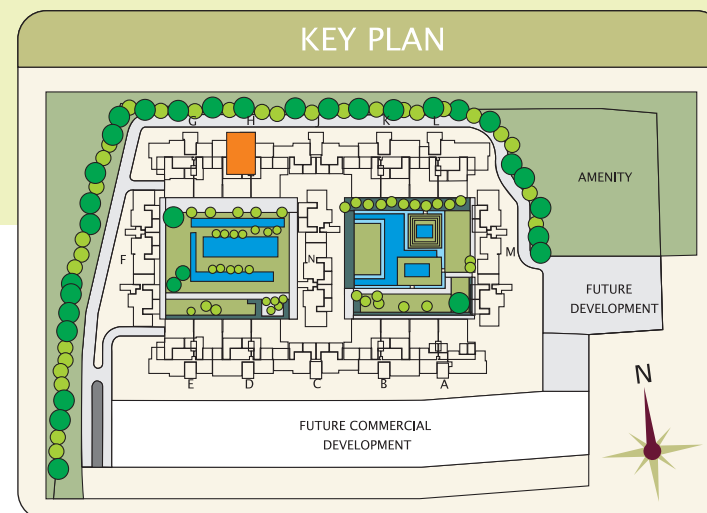 KEY PLAN
G H J K L
AMENITY
F N M
FUTURE
DEVELOPMENT
E D C B A
FUTURE COMMERCIAL
DEVELOPMENT
N